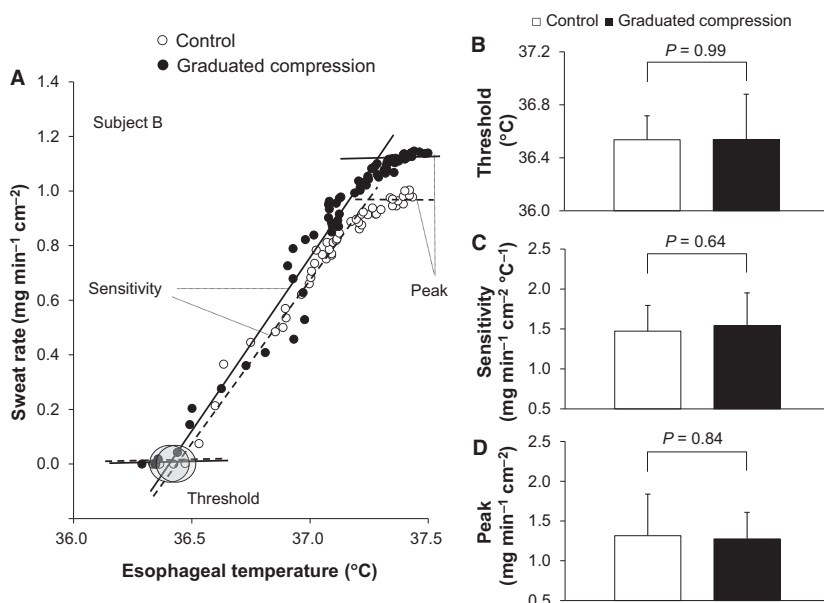 Control
Graduated compression
A
Subject B
Sweat rate (mg min⁻¹ cm⁻²)
1.4
1.2
1.0
0.8
0.6
0.4
0.2
0.0
Sensitivity
Peak
Threshold
36.0
36.5
37.0
37.5
Esophageal temperature (°C)
Control
Graduated compression
B
P = 0.99
Threshold
(°C)
37.2
36.8
36.4
36.0
C
P = 0.64
Sensitivity
(mg min⁻¹ cm⁻² °C⁻¹)
2.5
2.0
1.5
1.0
0.5
D
P = 0.84
Peak
(mg min⁻¹ cm⁻²)
2.5
2.0
1.5
1.0
0.5